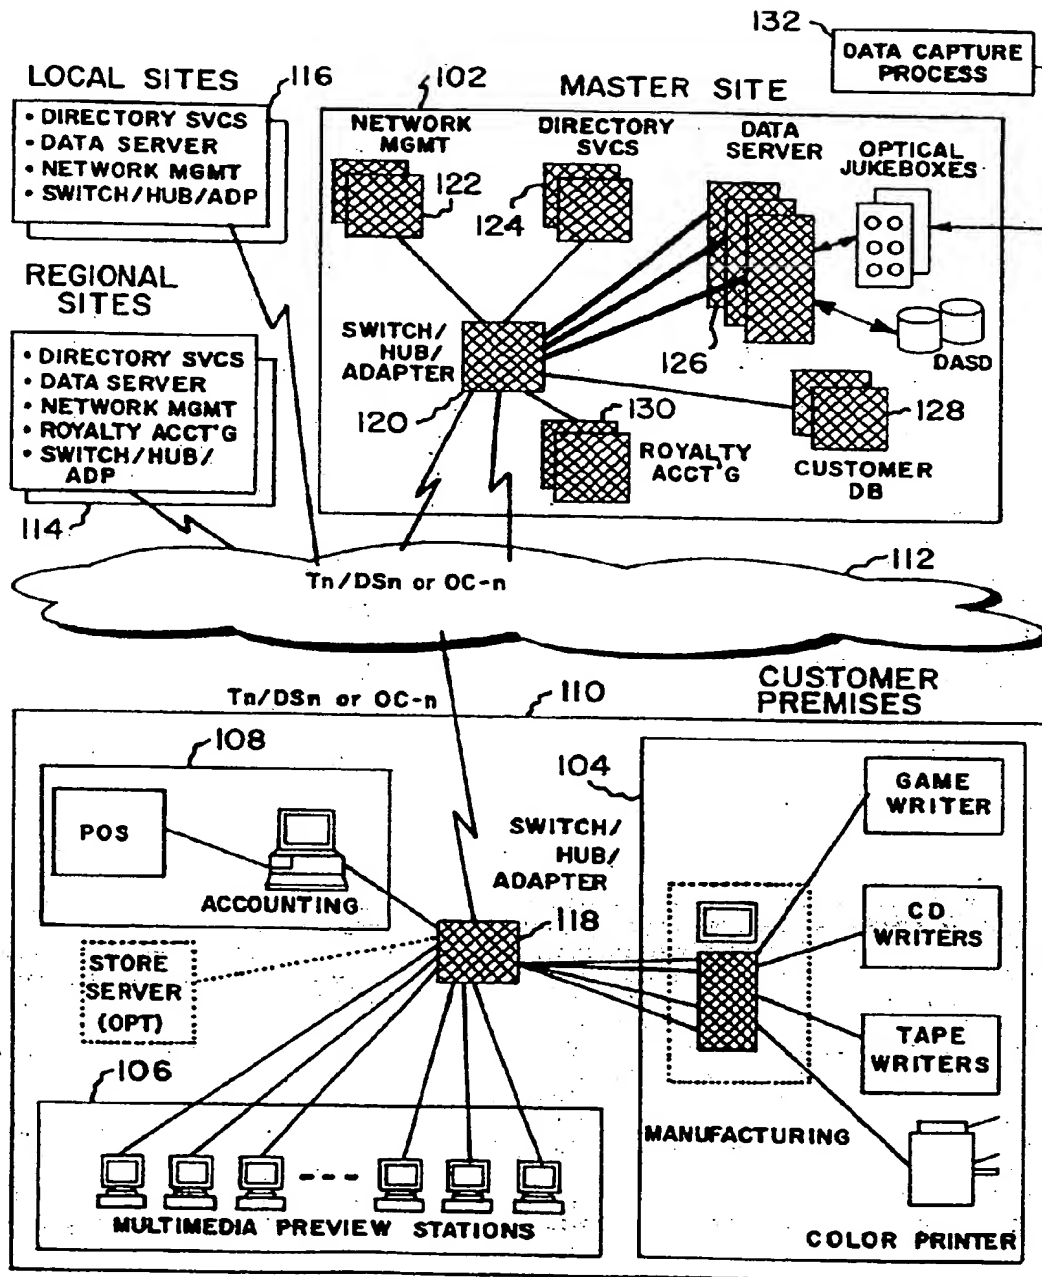 132
DATA CAPTURE
PROCESS
LOCAL SITES
116
• DIRECTORY SVCS
- DATA SERVER
• NETWORK MGMT
• SWITCH/HUB/ADP
102
MASTER SITE
NETWORK
MGMT
122
DIRECTORY
SVCS
124
DATA
SERVER
126
OPTICAL
JUKEBOXES
DASD
REGIONAL
SITES
• DIRECTORY SVCS
• DATA SERVER
• NETWORK MGMT
• ROYALTY ACCT'G
• SWITCH/HUB/
ADP
114
SWITCH/
HUB/
ADAPTER
120
130
ROYALTY
ACCT'G
128
CUSTOMER
DB
112
Tn/DSn or OC-n
Tn/DSn or OC-n
110
CUSTOMER
PREMISES
108
POS
ACCOUNTING
SWITCH/
HUB/
ADAPTER
118
STORE
SERVER
(OPT)
106
MULTIMEDIA PREVIEW STATIONS
104
GAME
WRITER
CD
WRITERS
TAPE
WRITERS
MANUFACTURING
COLOR PRINTER